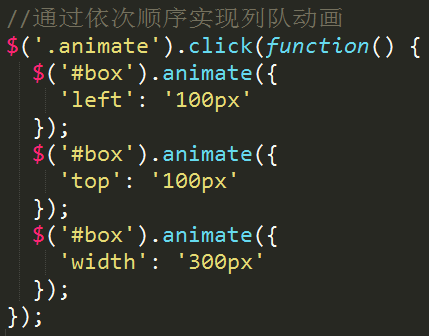 //通过依次顺序实现列队动画
$('.animate').click(function() {
  $('#box').animate({
    'left': '100px'
  });
  $('#box').animate({
    'top': '100px'
  });
  $('#box').animate({
    'width': '300px'
  });
});